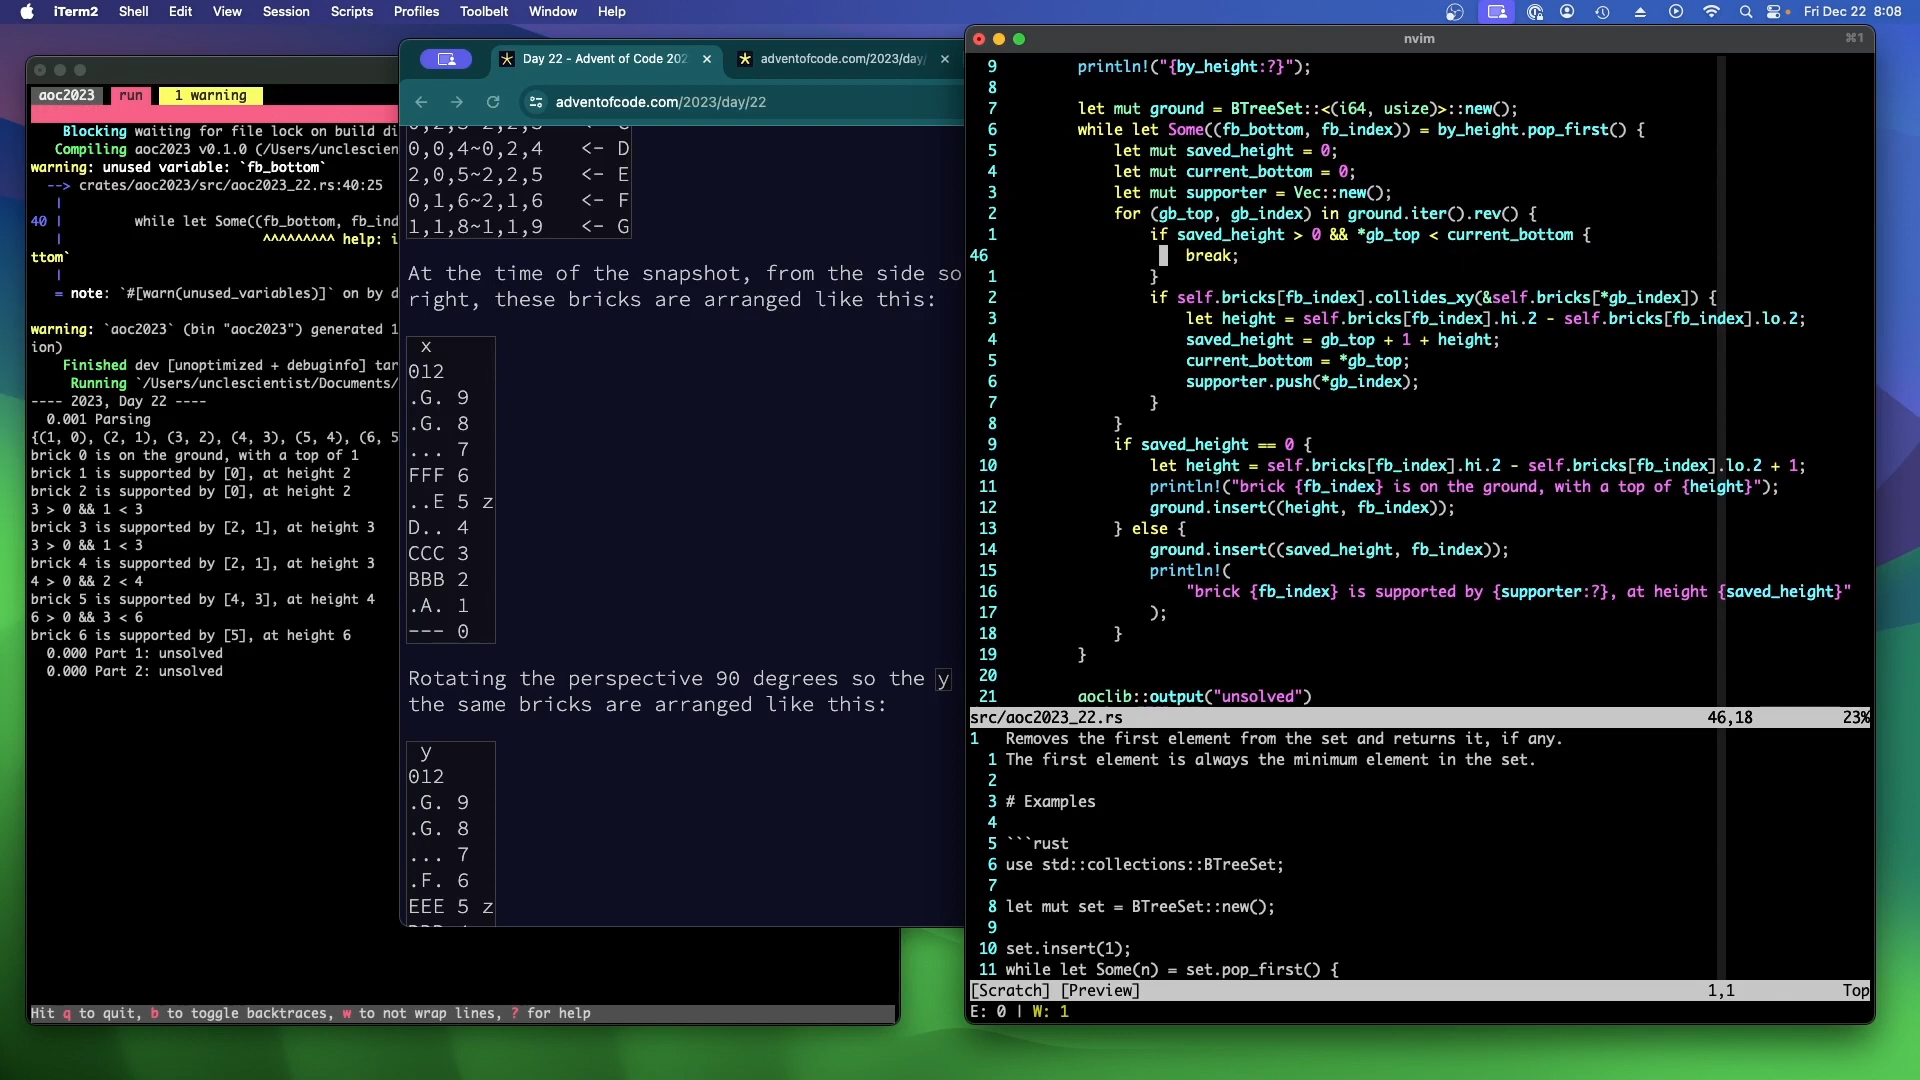 iTerm2 Shell Edit View Session Scripts Profiles Toolbelt Window Help Fri Dec 22 8:08
aoc2023 run 1 warning
Blocking waiting for file lock on build di
Compiling aoc2023 v0.1.0 (/Users/unclescien
warning: unused variable: `fb_bottom`
--> crates/aoc2023/src/aoc2023_22.rs:40:25
|
40 | while let Some((fb_bottom, fb_ind
| ^^^^^^^^^ help: i
ttom`
|
= note: `#[warn(unused_variables)]` on by d
warning: `aoc2023` (bin "aoc2023") generated 1
ion)
Finished dev [unoptimized + debuginfo] tar
Running `/Users/unclescientist/Documents/
---- 2023, Day 22 ----
0.001 Parsing
{(1, 0), (2, 1), (3, 2), (4, 3), (5, 4), (6, 5
brick 0 is on the ground, with a top of 1
brick 1 is supported by [0], at height 2
brick 2 is supported by [0], at height 2
3 > 0 && 1 < 3
brick 3 is supported by [2, 1], at height 3
3 > 0 && 1 < 3
brick 4 is supported by [2, 1], at height 3
4 > 0 && 2 < 4
brick 5 is supported by [4, 3], at height 4
6 > 0 && 3 < 6
brick 6 is supported by [5], at height 6
0.000 Part 1: unsolved
0.000 Part 2: unsolved
Hit q to quit, b to toggle backtraces, w to not wrap lines, ? for help
Day 22 - Advent of Code 202 × adventofcode.com/2023/day/ ×
adventofcode.com/2023/day/22
0,0,4~0,2,4 <- D
2,0,5~2,2,5 <- E
0,1,6~2,1,6 <- F
1,1,8~1,1,9 <- G
At the time of the snapshot, from the side so
right, these bricks are arranged like this:
x
012
.G. 9
.G. 8
... 7
FFF 6
..E 5 z
D.. 4
CCC 3
BBB 2
.A. 1
--- 0
Rotating the perspective 90 degrees so the y
the same bricks are arranged like this:
y
012
.G. 9
.G. 8
... 7
.F. 6
EEE 5 z
nvim ⌘1
9 println!("{by_height:?}");
8
7 let mut ground = BTreeSet::<(i64, usize)>::new();
6 while let Some((fb_bottom, fb_index)) = by_height.pop_first() {
5 let mut saved_height = 0;
4 let mut current_bottom = 0;
3 let mut supporter = Vec::new();
2 for (gb_top, gb_index) in ground.iter().rev() {
1 if saved_height > 0 && *gb_top < current_bottom {
46 break;
1 }
2 if self.bricks[fb_index].collides_xy(&self.bricks[*gb_index]) {
3 let height = self.bricks[fb_index].hi.2 - self.bricks[fb_index].lo.2;
4 saved_height = gb_top + 1 + height;
5 current_bottom = *gb_top;
6 supporter.push(*gb_index);
7 }
8 }
9 if saved_height == 0 {
10 let height = self.bricks[fb_index].hi.2 - self.bricks[fb_index].lo.2 + 1;
11 println!("brick {fb_index} is on the ground, with a top of {height}");
12 ground.insert((height, fb_index));
13 } else {
14 ground.insert((saved_height, fb_index));
15 println!(
16 "brick {fb_index} is supported by {supporter:?}, at height {saved_height}"
17 );
18 }
19 }
20
21 aoclib::output("unsolved")
src/aoc2023_22.rs 46,18 23%
1 Removes the first element from the set and returns it, if any.
1 The first element is always the minimum element in the set.
2
3 # Examples
4
5 ```rust
6 use std::collections::BTreeSet;
7
8 let mut set = BTreeSet::new();
9
10 set.insert(1);
11 while let Some(n) = set.pop_first() {
[Scratch] [Preview] 1,1 Top
E: 0 | W: 1